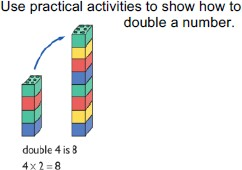 Use practical activities to show how to
double a number.
double 4 is 8
4 × 2 = 8